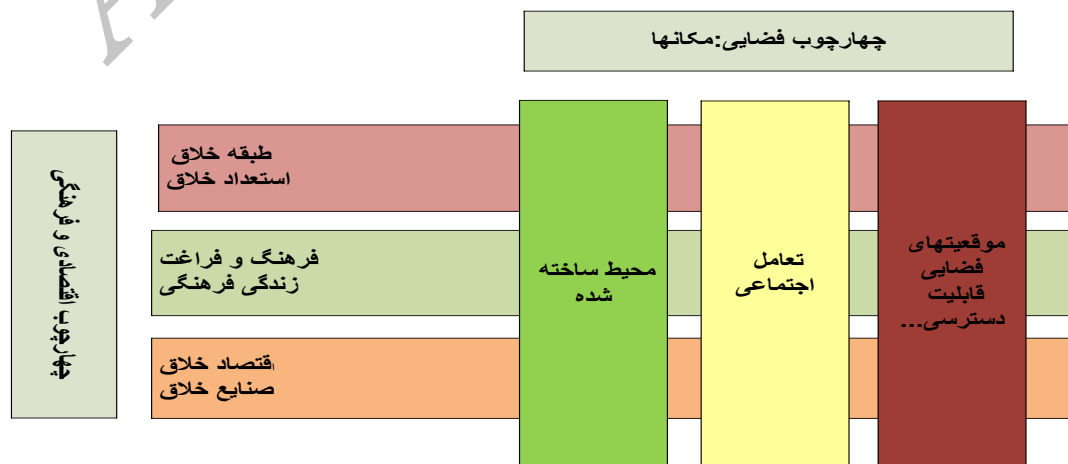 چهارچوب فضایی:مکانها
چهارچوب اقتصادی و فرهنگی
طبقه خلاق
استعداد خلاق
فرهنگ و فراغت
زندگی فرهنگی
اقتصاد خلاق
صنایع خلاق
محیط ساخته
شده
تعامل
اجتماعی
موقعیتهای
فضایی
قابلیت
دسترسی...